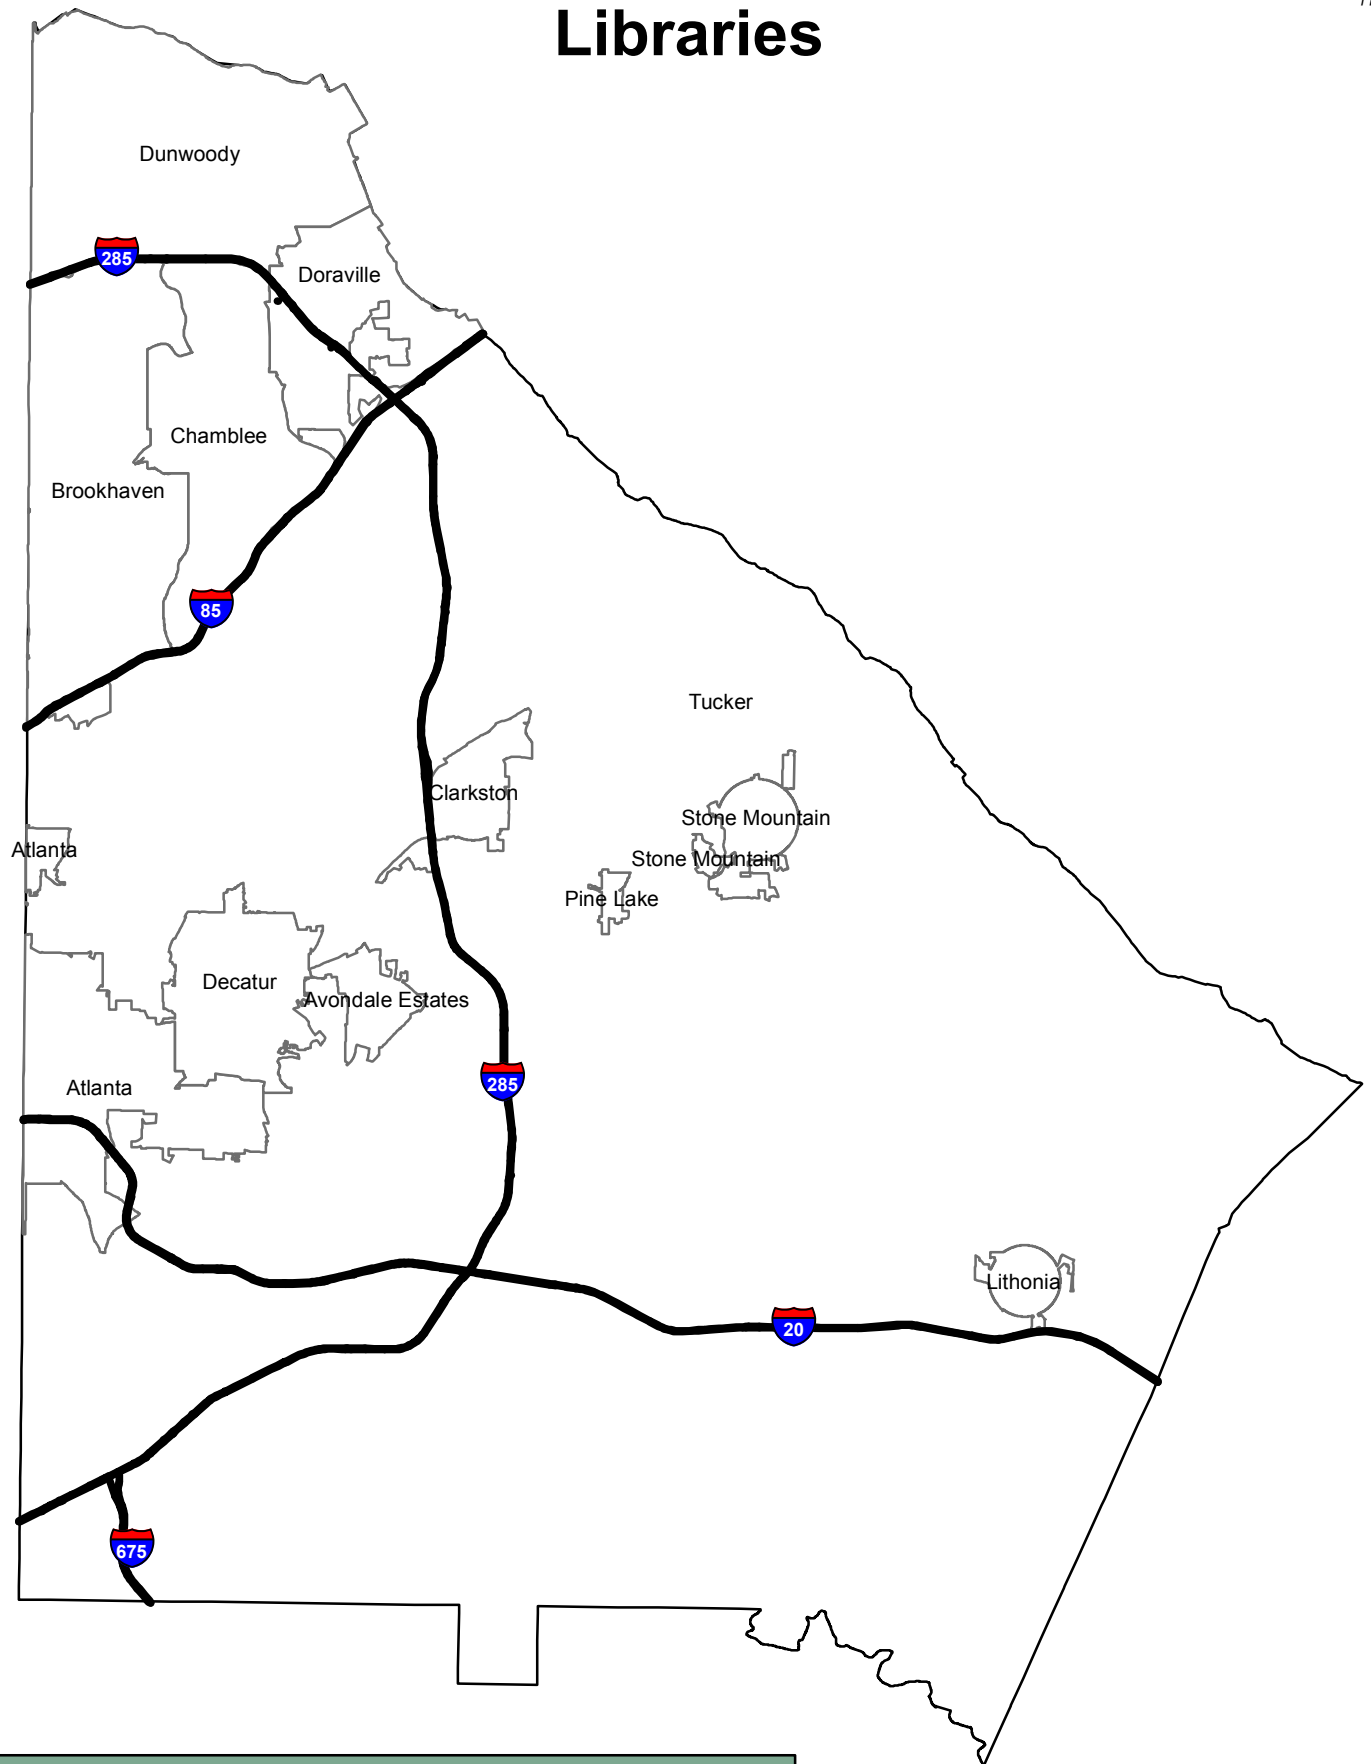 Libraries
Dunwoody
285
Doraville
Chamblee
Brookhaven
85
Tucker
Clarkston
Stone Mountain
Atlanta
Stone Mountain
Pine Lake
Decatur
Avondale Estates
285
Atlanta
Lithonia
20
675